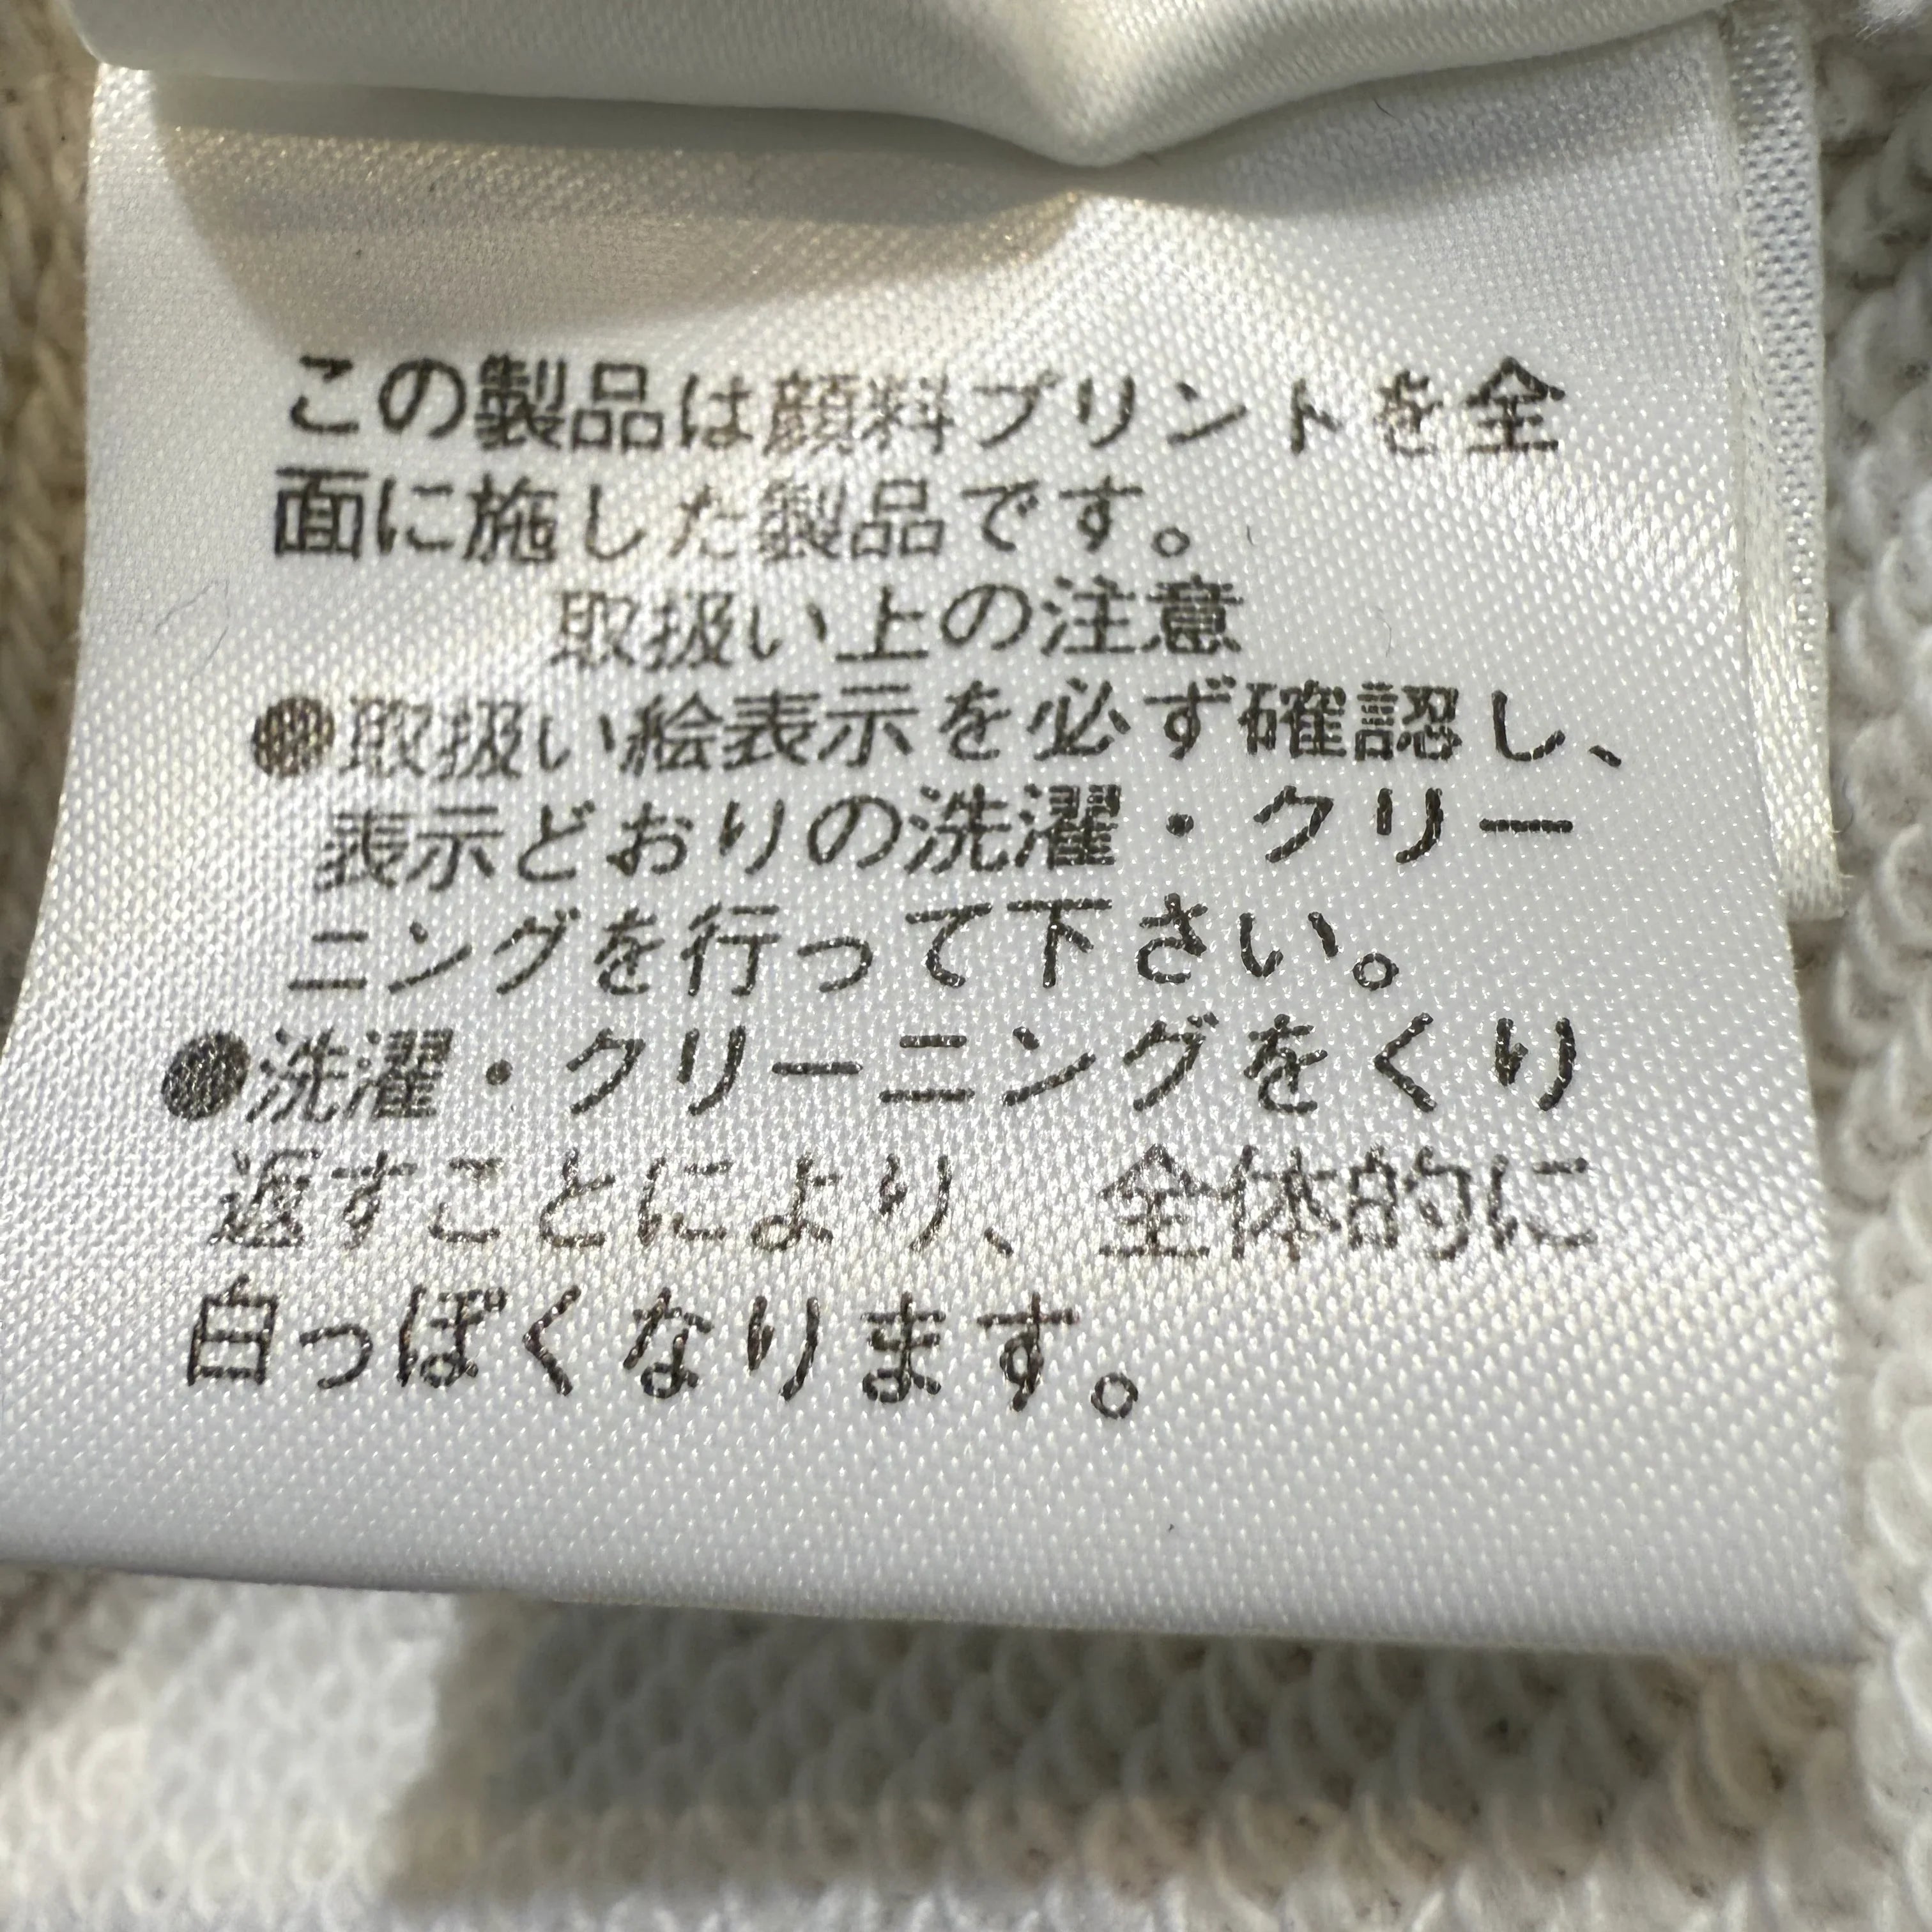 この製品は顔料プリントを全
面に施した製品です。
取扱い上の注意
●取扱い絵表示を必ず確認し、
表示どおりの洗濯・クリー
ニングを行って下さい。
●洗濯・クリーニングをくり
返すことにより、全体的に
白っぽくなります。